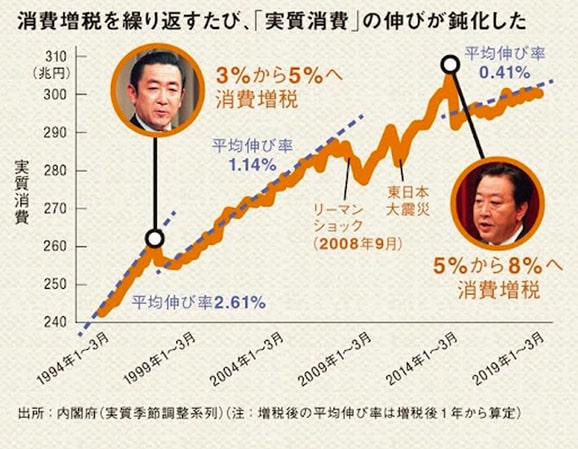 消費増税を繰り返すたび、「実質消費」の伸びが鈍化した
310
(兆円)
300
290
280
270
260
250
240
実質消費
3%から5%へ
消費増税
平均伸び率
1.14%
平均伸び率
0.41%
リーマン
ショック
(2008年9月)
東日本
大震災
5%から8%へ
消費増税
平均伸び率2.61%
1994年1~3月
1999年1~3月
2004年1~3月
2009年1~3月
2014年1~3月
2019年1~3月
出所:内閣府(実質季節調整系列)(注:増税後の平均伸び率は増税後1年から算定)